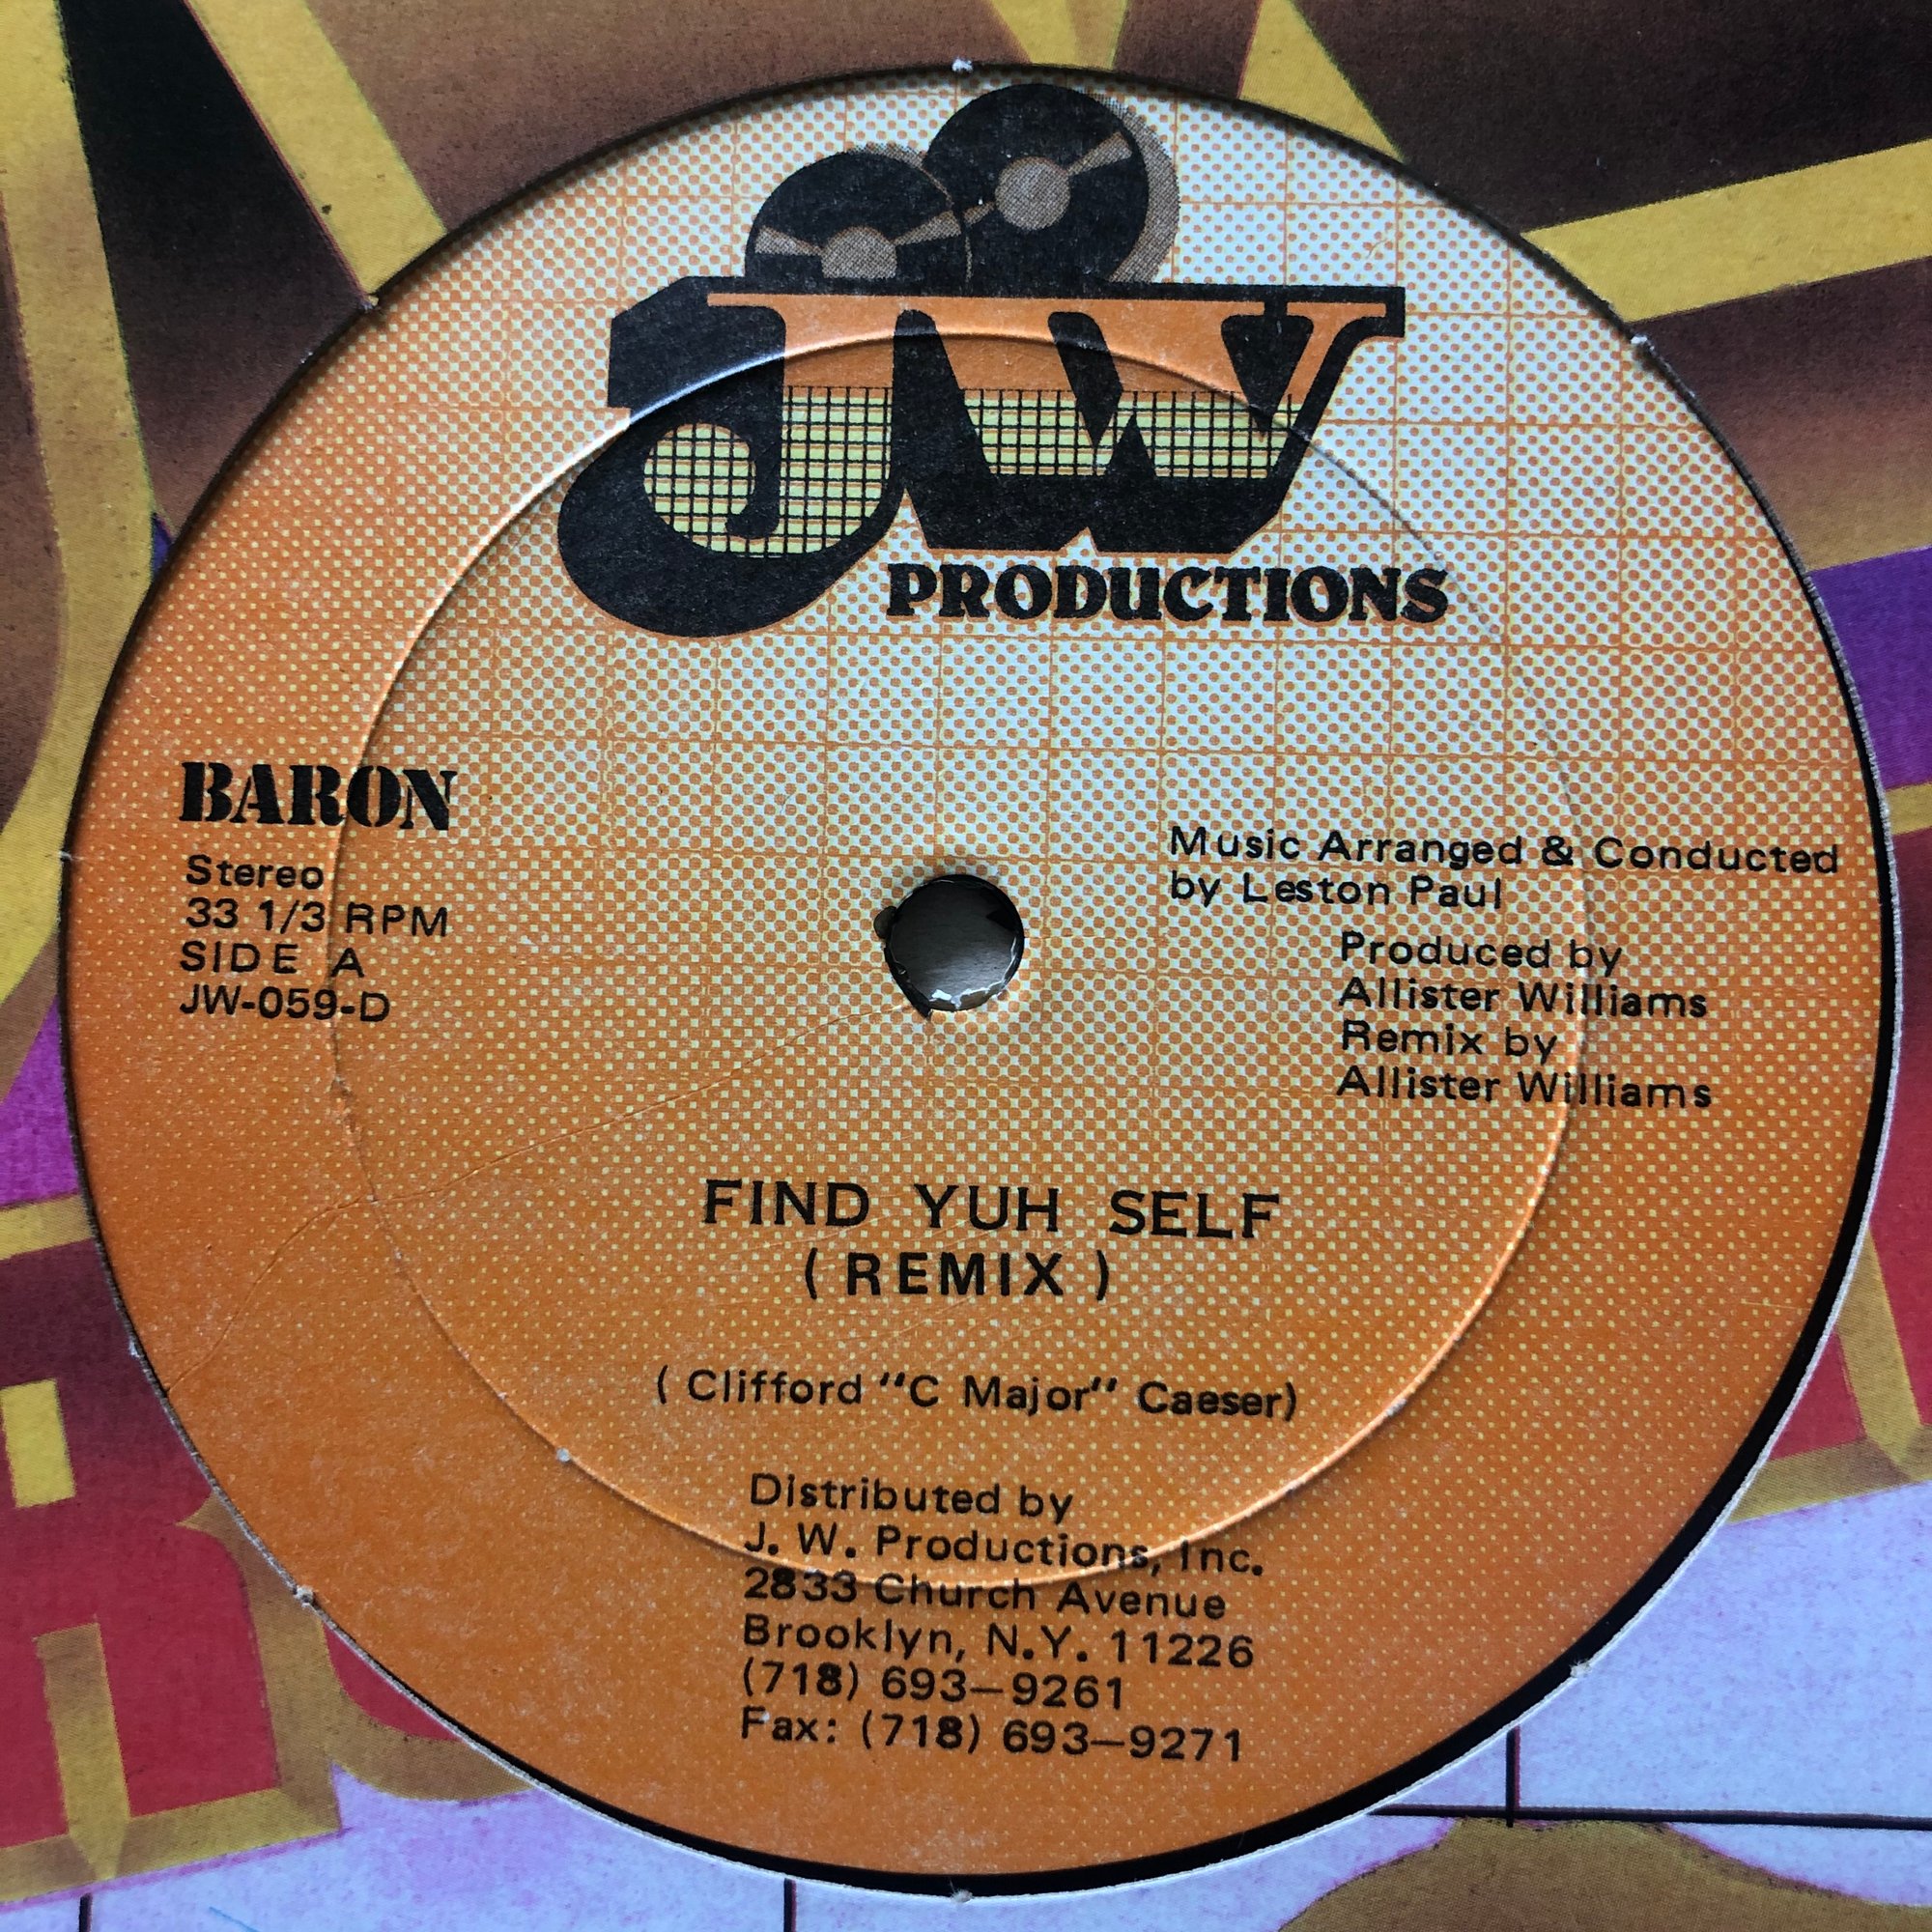 JW
PRODUCTIONS
BARON
Stereo
33 1/3 RPM
SIDE A
JW-059-D
Music Arranged & Conducted
by Leston Paul
Produced by
Allister Williams
Remix by
Allister Williams
FIND YUH SELF
( REMIX )
( Clifford "C Major" Caeser)
Distributed by
J. W. Productions, Inc.
2833 Church Avenue
Brooklyn, N.Y. 11226
(718) 693-9261
Fax: (718) 693-9271